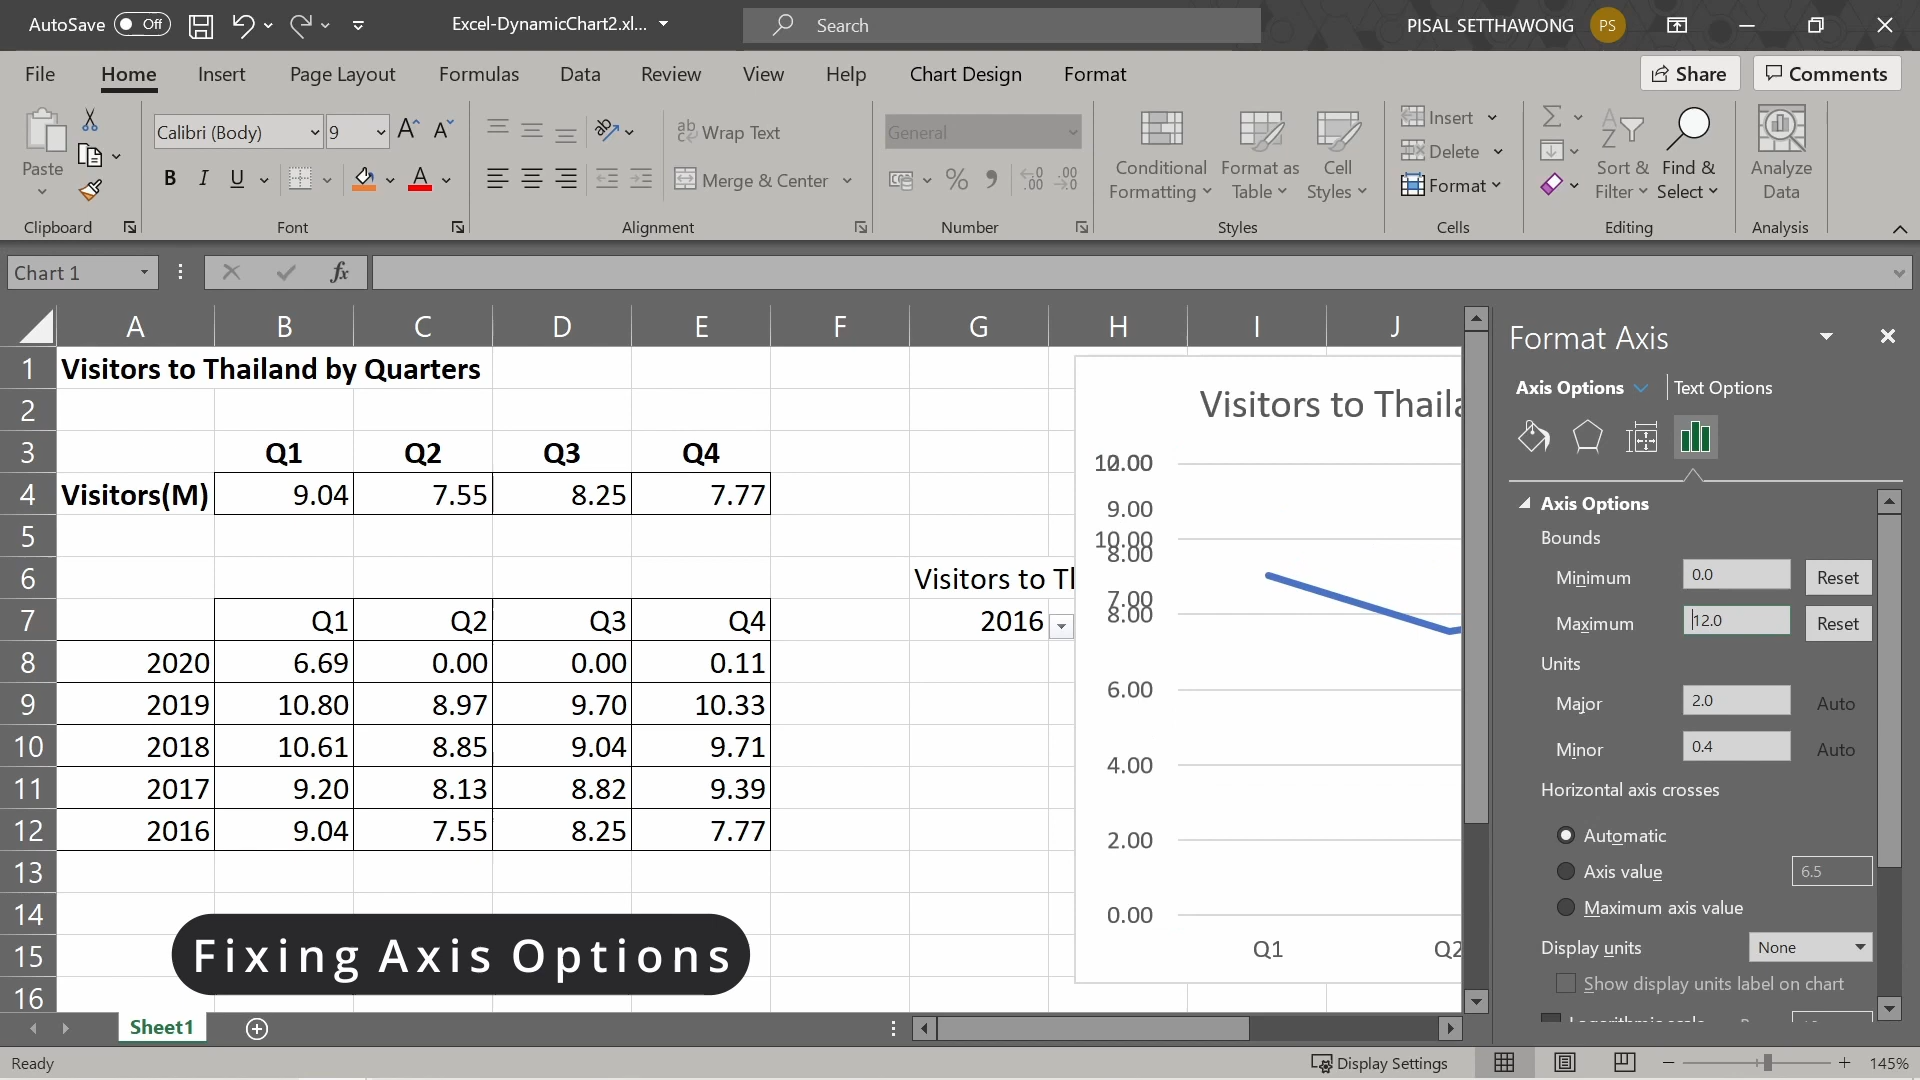 AutoSave Off Excel-DynamicChart2.xl... Search PISAL SETTHAWONG PS
File Home Insert Page Layout Formulas Data Review View Help Chart Design Format Share Comments
Paste
Calibri (Body) 9
B I U A
Wrap Text
Merge & Center
General
Conditional Formatting
Format as Table
Cell Styles
Insert
Delete
Format
Sort & Filter
Find & Select
Analyze Data
Clipboard Font Alignment Number Styles Cells Editing Analysis
Chart 1 fx
A B C D E F G H I J
1 Visitors to Thailand by Quarters
2
3 Q1 Q2 Q3 Q4
4 Visitors(M) 9.04 7.55 8.25 7.77
5
6 Visitors to Tl
7 Q1 Q2 Q3 Q4 2016
8 2020 6.69 0.00 0.00 0.11
9 2019 10.80 8.97 9.70 10.33
10 2018 10.61 8.85 9.04 9.71
11 2017 9.20 8.13 8.82 9.39
12 2016 9.04 7.55 8.25 7.77
13
14
15
16
Fixing Axis Options
Visitors to Thaila
9.00
10.00
8.00
7.00
8.00
6.00
4.00
2.00
0.00
Q1 Q2
Format Axis
Axis Options Text Options
Axis Options
Bounds
Minimum 0.0 Reset
Maximum 12.0 Reset
Units
Major 2.0 Auto
Minor 0.4 Auto
Horizontal axis crosses
Automatic
Axis value 6.5
Maximum axis value
Display units None
Show display units label on chart
Sheet1
Ready Display Settings 145%